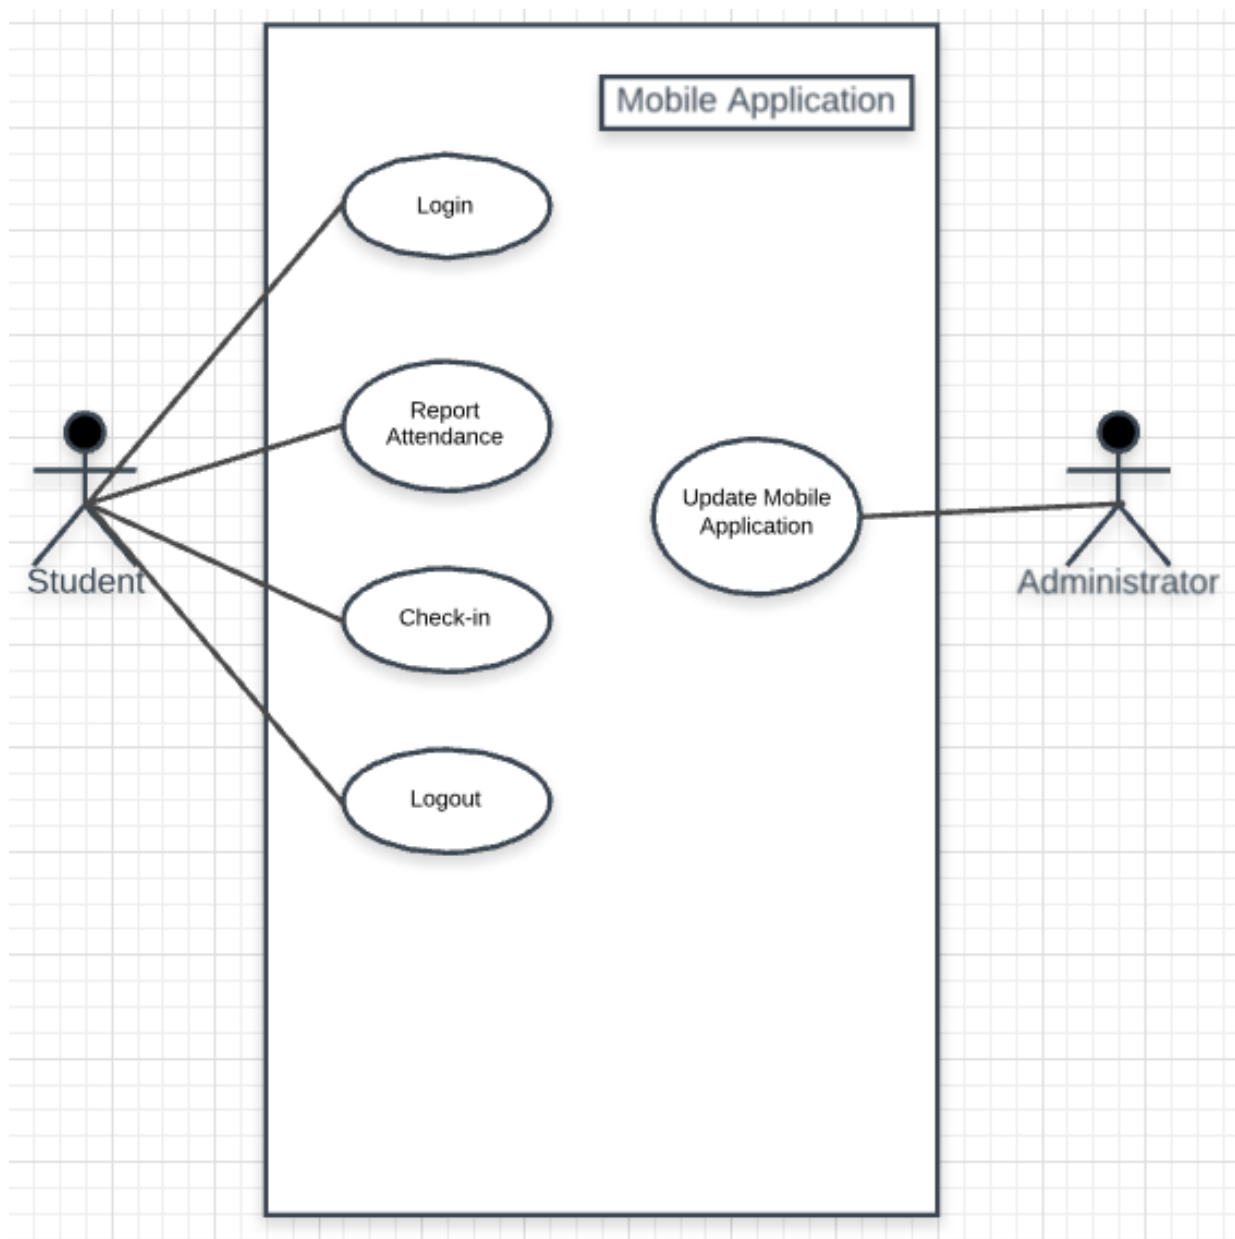 Mobile Application
Login
Report
Attendance
Update Mobile
Application
Student
Administrator
Check-in
Logout